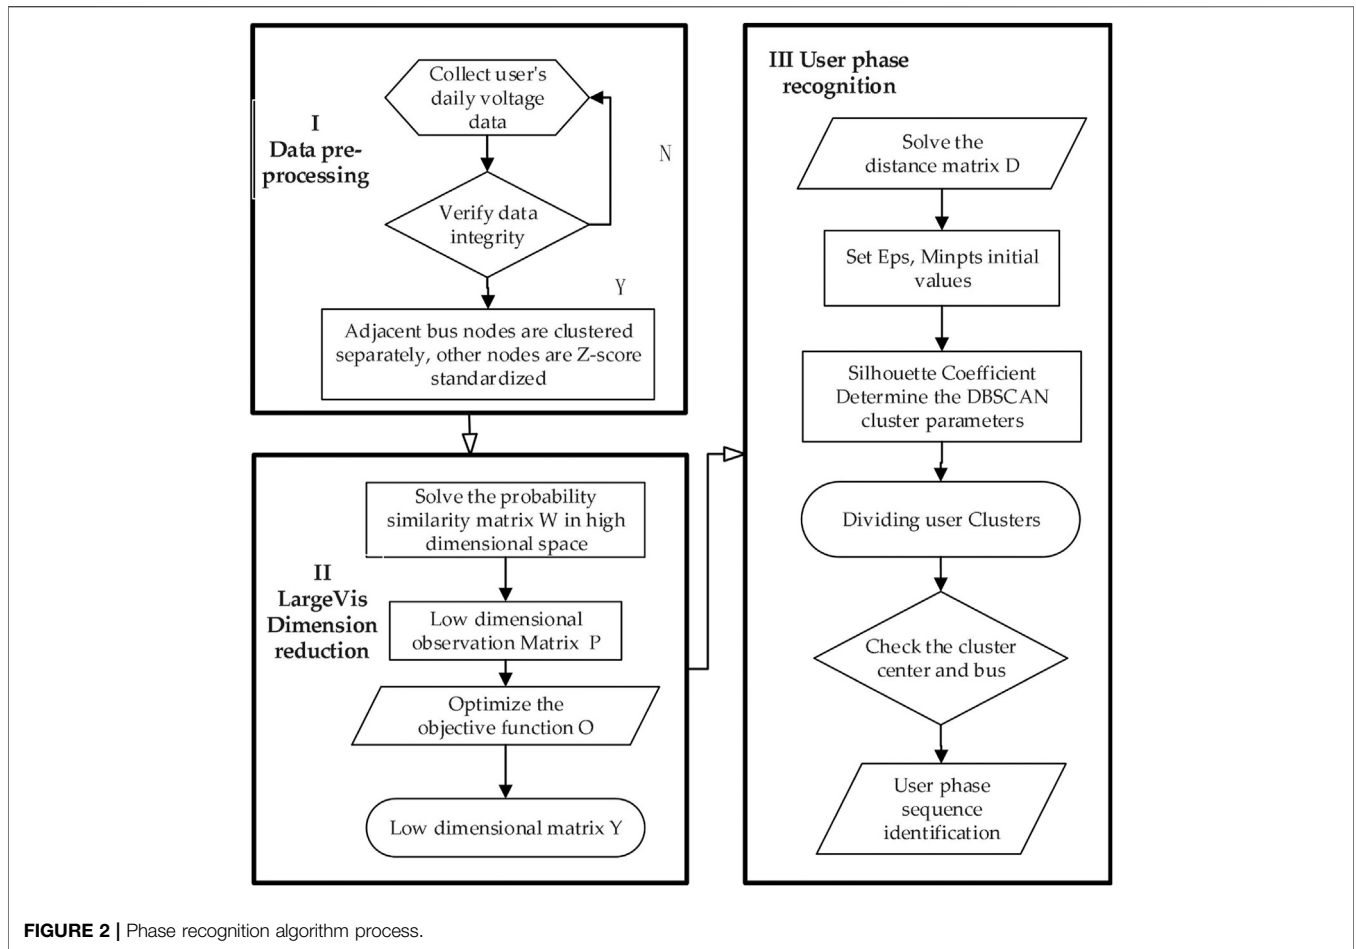 I
Data pre-
processing
Collect user's
daily voltage
data
N
Verify data
integrity
Y
Adjacent bus nodes are clustered
separately, other nodes are Z-score
standardized
II
LargeVis
Dimension
reduction
Solve the probability
similarity matrix W in high
dimensional space
Low dimensional
observation Matrix P
Optimize the
objective function O
Low dimensional matrix Y
III User phase
recognition
Solve the
distance matrix D
Set Eps, Minpts initial
values
Silhouette Coefficient
Determine the DBSCAN
cluster parameters
Dividing user Clusters
Check the cluster
center and bus
User phase
sequence
identification
FIGURE 2 | Phase recognition algorithm process.